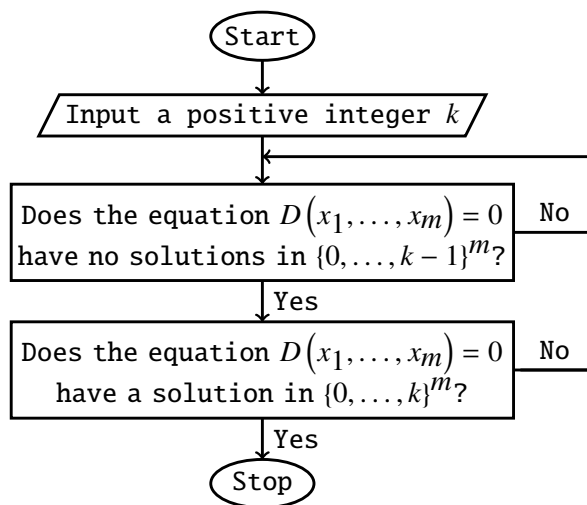 Start
Input a positive integer k
Does the equation D(x₁,…,xₘ)=0
have no solutions in {0,…,k−1}ᵐ?
No
Yes
Does the equation D(x₁,…,xₘ)=0
have a solution in {0,…,k}ᵐ?
No
Yes
Stop